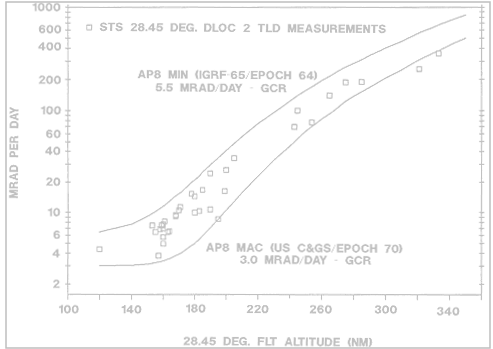 1000
600
400
200
100
60
40
20
10
6
4
2
MRAD PER DAY
STS 28.45 DEG. DLOC 2 TLD MEASUREMENTS
AP8 MIN (IGRF 65/EPOCH 64)
5.5 MRAD/DAY - GCR
AP8 MAC (US C&GS/EPOCH 70)
3.0 MRAD/DAY - GCR
100 140 180 220 260 300 340
28.45 DEG. FLT ALTITUDE (NM)